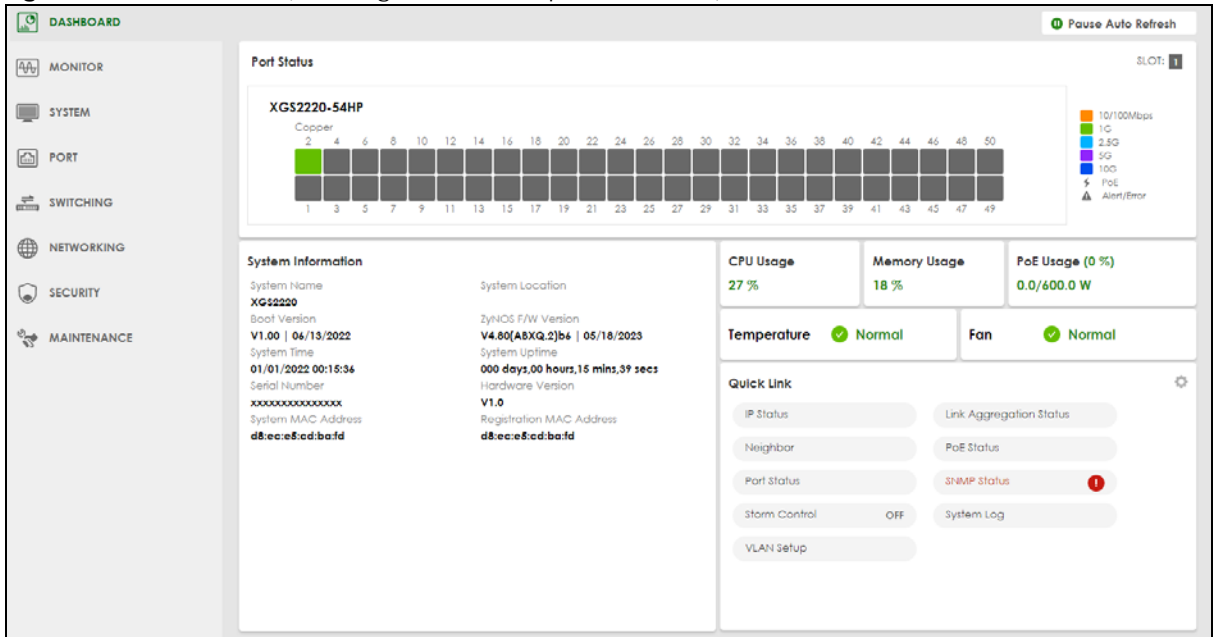 DASHBOARD
Pause Auto Refresh
MONITOR
SYSTEM
PORT
SWITCHING
NETWORKING
SECURITY
MAINTENANCE
Port Status
SLOT: 1
XGS2220-54HP
Copper
2 4 6 8 10 12 14 16 18 20 22 24 26 28 30 32 34 36 38 40 42 44 46 48 50
1 3 5 7 9 11 13 15 17 19 21 23 25 27 29 31 33 35 37 39 41 43 45 47 49
10/100Mbps
1G
2.5G
5G
10G
PoE
Alert/Error
System Information
System Name System Location
XGS2220
Boot Version ZyNOS F/W Version
V1.00 | 06/13/2022 V4.80(ABXQ.2)b6 | 05/18/2023
System Time System Uptime
01/01/2022 00:15:36 000 days,00 hours,15 mins,39 secs
Serial Number Hardware Version
xxxxxxxxxxxxxx V1.0
System MAC Address Registration MAC Address
d8:ec:e5:cd:ba:fd d8:ec:e5:cd:ba:fd
CPU Usage
27 %
Memory Usage
18 %
PoE Usage (0 %)
0.0/600.0 W
Temperature Normal
Fan Normal
Quick Link
IP Status Link Aggregation Status
Neighbor PoE Status
Port Status SNMP Status
Storm Control OFF System Log
VLAN Setup